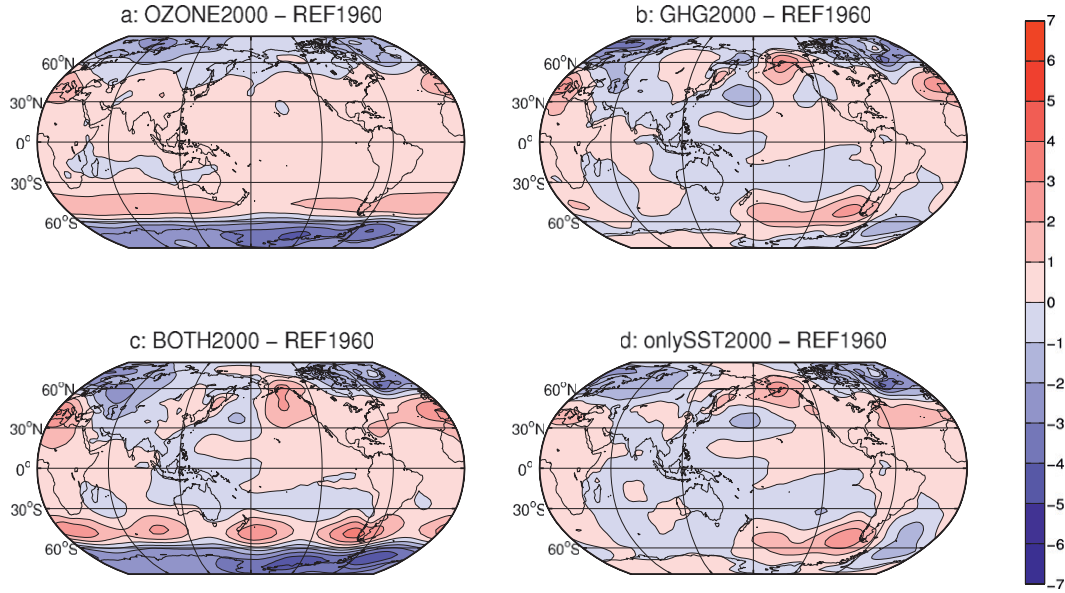 a: OZONE2000 – REF1960
60°N
30°N
0°
30°S
60°S
b: GHG2000 – REF1960
60°N
30°N
0°
30°S
60°S
c: BOTH2000 – REF1960
60°N
30°N
0°
30°S
60°S
d: onlySST2000 – REF1960
60°N
30°N
0°
30°S
60°S
7
6
5
4
3
2
1
0
−1
−2
−3
−4
−5
−6
−7